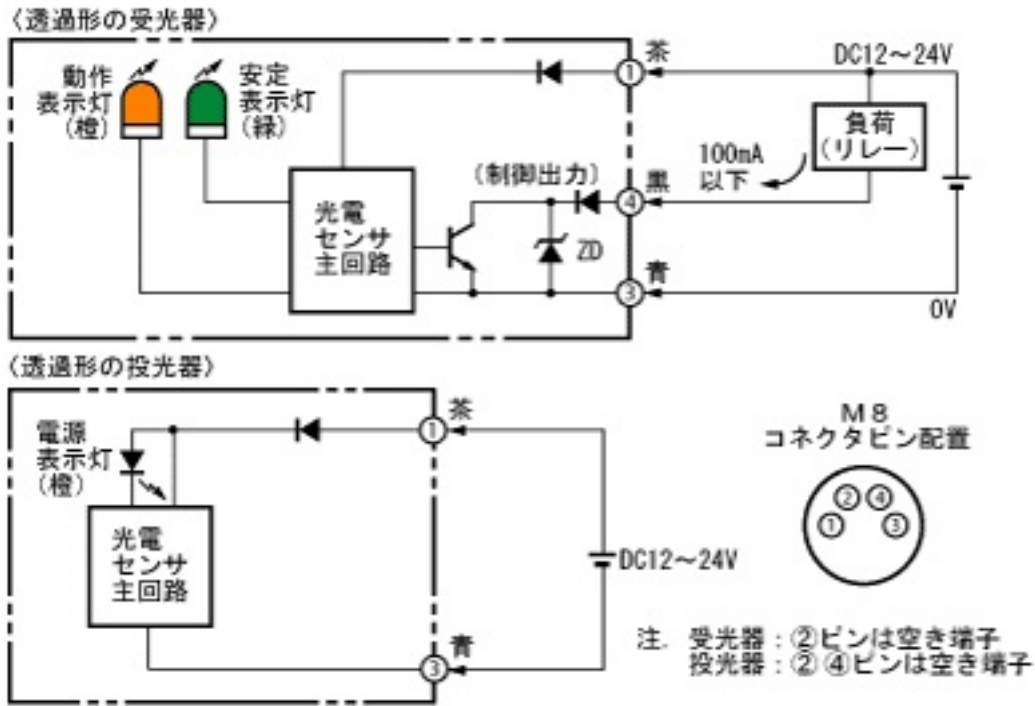 〈透過形の受光器〉
動作
表示灯
(橙)
安定
表示灯
(緑)
光電
センサ
主回路
(制御出力)
ZD
①
茶
④
黒
③
青
100mA
以下
DC12～24V
負荷
(リレー)
0V
〈透過形の投光器〉
電源
表示灯
(橙)
光電
センサ
主回路
①
茶
③
青
DC12～24V
M8
コネクタピン配置
② ④
① ③
注. 受光器：②ピンは空き端子
投光器：②④ピンは空き端子